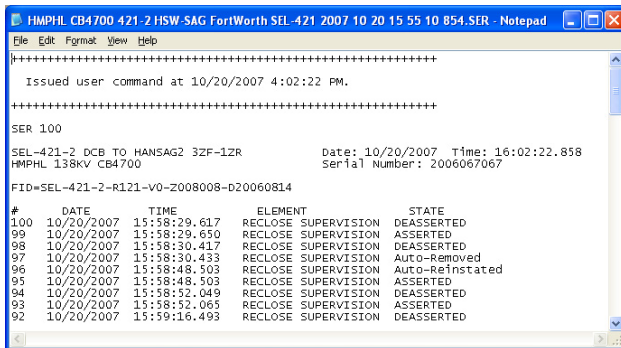 HMPHL CB4700 421-2 HSW-SAG FortWorth SEL-421 2007 10 20 15 55 10 854.SER - Notepad
File Edit Format View Help
+++++++++++++++++++++++++++++++++++++++++++++++++++++++++++
Issued user command at 10/20/2007 4:02:22 PM.
+++++++++++++++++++++++++++++++++++++++++++++++++++++++++++
SER 100
SEL-421-2 DCB TO HANSAG2 3ZF-1ZR Date: 10/20/2007 Time: 16:02:22.858
HMPHL 138KV CB4700 Serial Number: 2006067067
FID=SEL-421-2-R121-V0-Z008008-D20060814
# DATE TIME ELEMENT STATE
100 10/20/2007 15:58:29.617 RECLOSE SUPERVISION DEASSERTED
99 10/20/2007 15:58:29.650 RECLOSE SUPERVISION ASSERTED
98 10/20/2007 15:58:30.417 RECLOSE SUPERVISION DEASSERTED
97 10/20/2007 15:58:30.433 RECLOSE SUPERVISION Auto-Removed
96 10/20/2007 15:58:48.503 RECLOSE SUPERVISION Auto-Reinstated
95 10/20/2007 15:58:48.503 RECLOSE SUPERVISION ASSERTED
94 10/20/2007 15:58:52.049 RECLOSE SUPERVISION DEASSERTED
93 10/20/2007 15:58:52.065 RECLOSE SUPERVISION ASSERTED
92 10/20/2007 15:59:16.493 RECLOSE SUPERVISION DEASSERTED